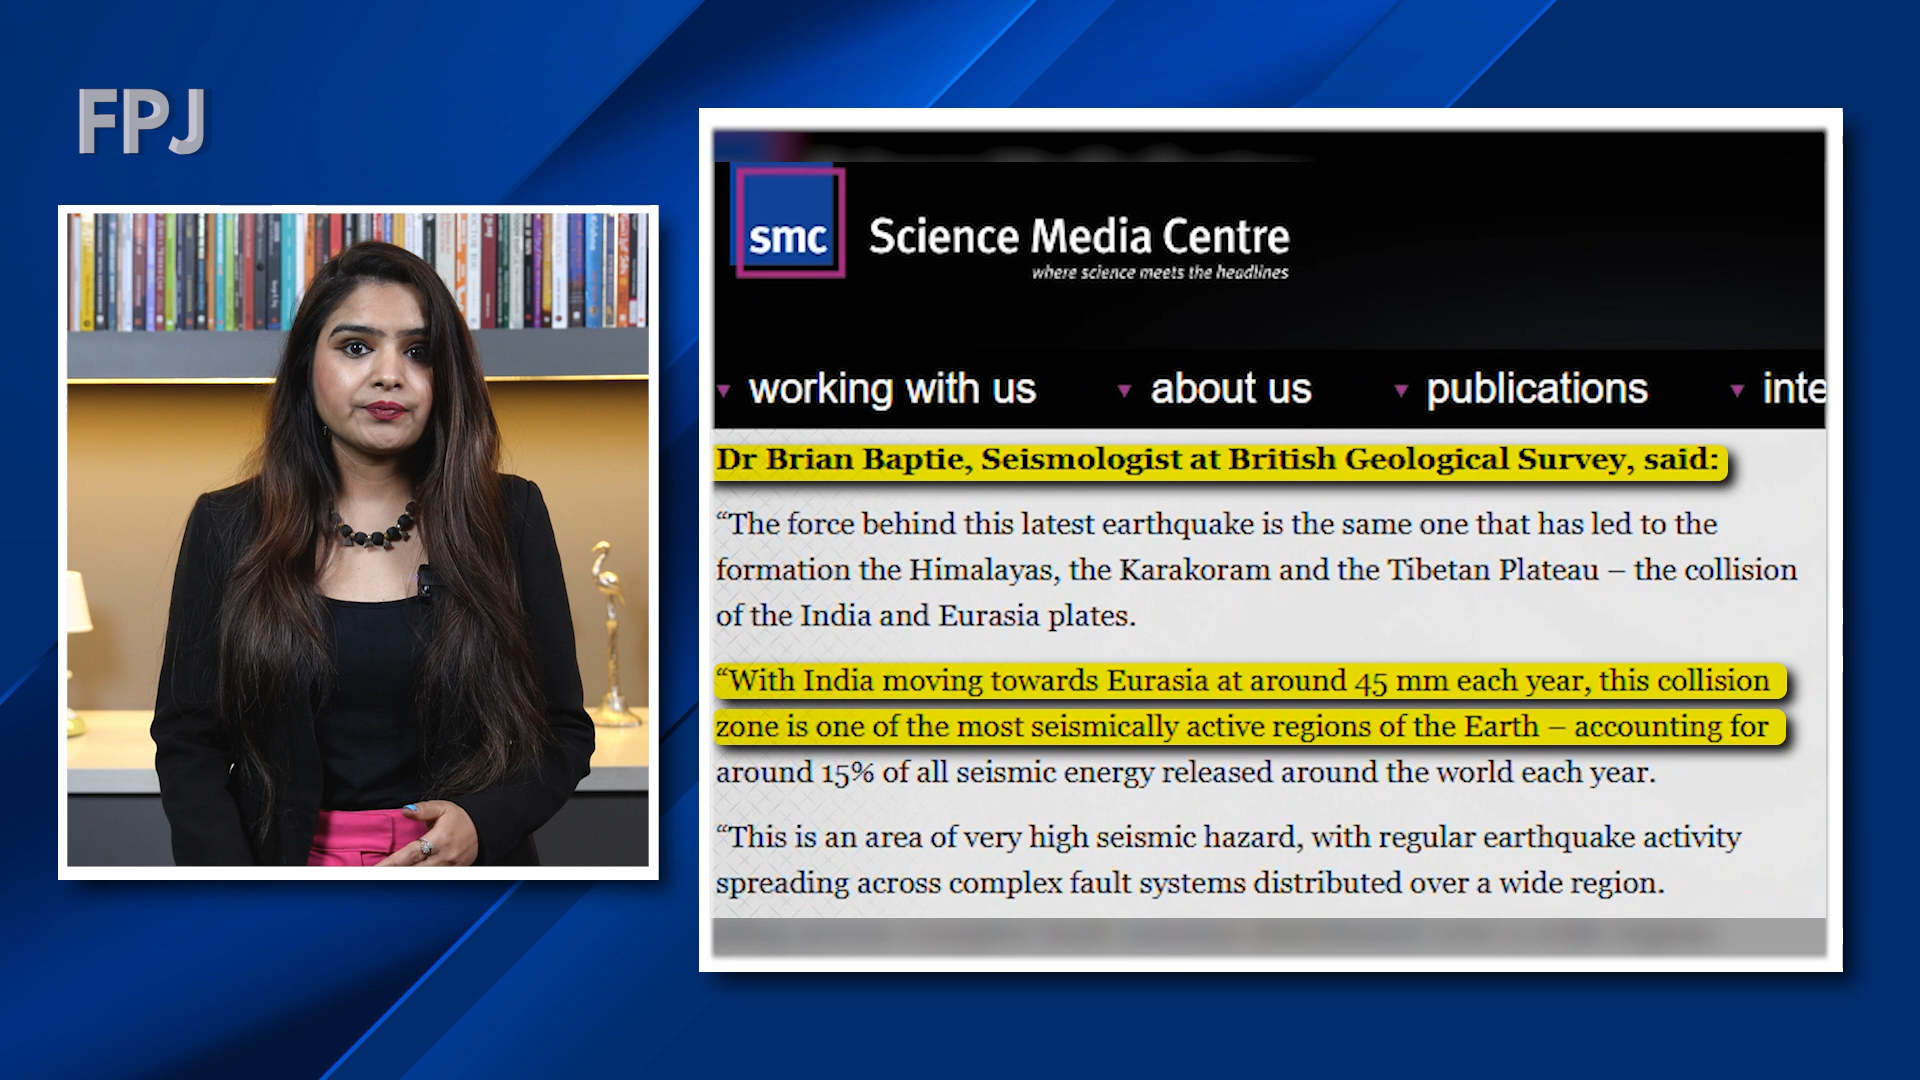 FPJ
smc
Science Media Centre
where science meets the headlines
working with us
about us
publications
inte
Dr Brian Baptie, Seismologist at British Geological Survey, said:
“The force behind this latest earthquake is the same one that has led to the
formation the Himalayas, the Karakoram and the Tibetan Plateau – the collision
of the India and Eurasia plates.
“With India moving towards Eurasia at around 45 mm each year, this collision
zone is one of the most seismically active regions of the Earth – accounting for
around 15% of all seismic energy released around the world each year.
“This is an area of very high seismic hazard, with regular earthquake activity
spreading across complex fault systems distributed over a wide region.